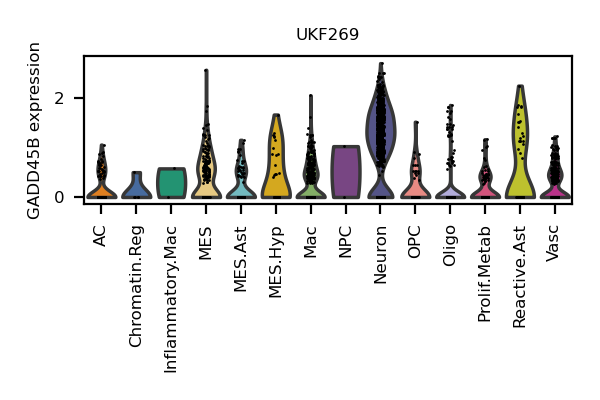 UKF269
GADD45B expression
2
0
AC
Chromatin.Reg
Inflammatory.Mac
MES
MES.Ast
MES.Hyp
Mac
NPC
Neuron
OPC
Oligo
Prolif.Metab
Reactive.Ast
Vasc